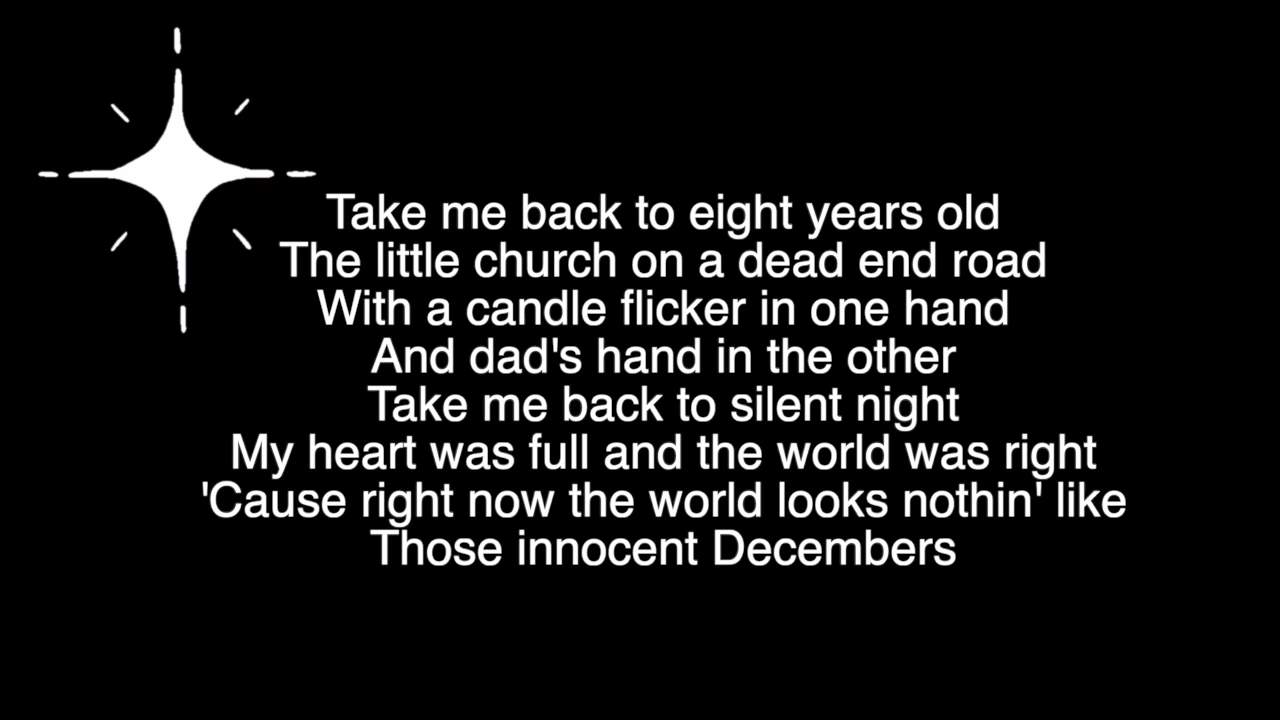 Take me back to eight years old
The little church on a dead end road
With a candle flicker in one hand
And dad's hand in the other
Take me back to silent night
My heart was full and the world was right
'Cause right now the world looks nothin' like
Those innocent Decembers